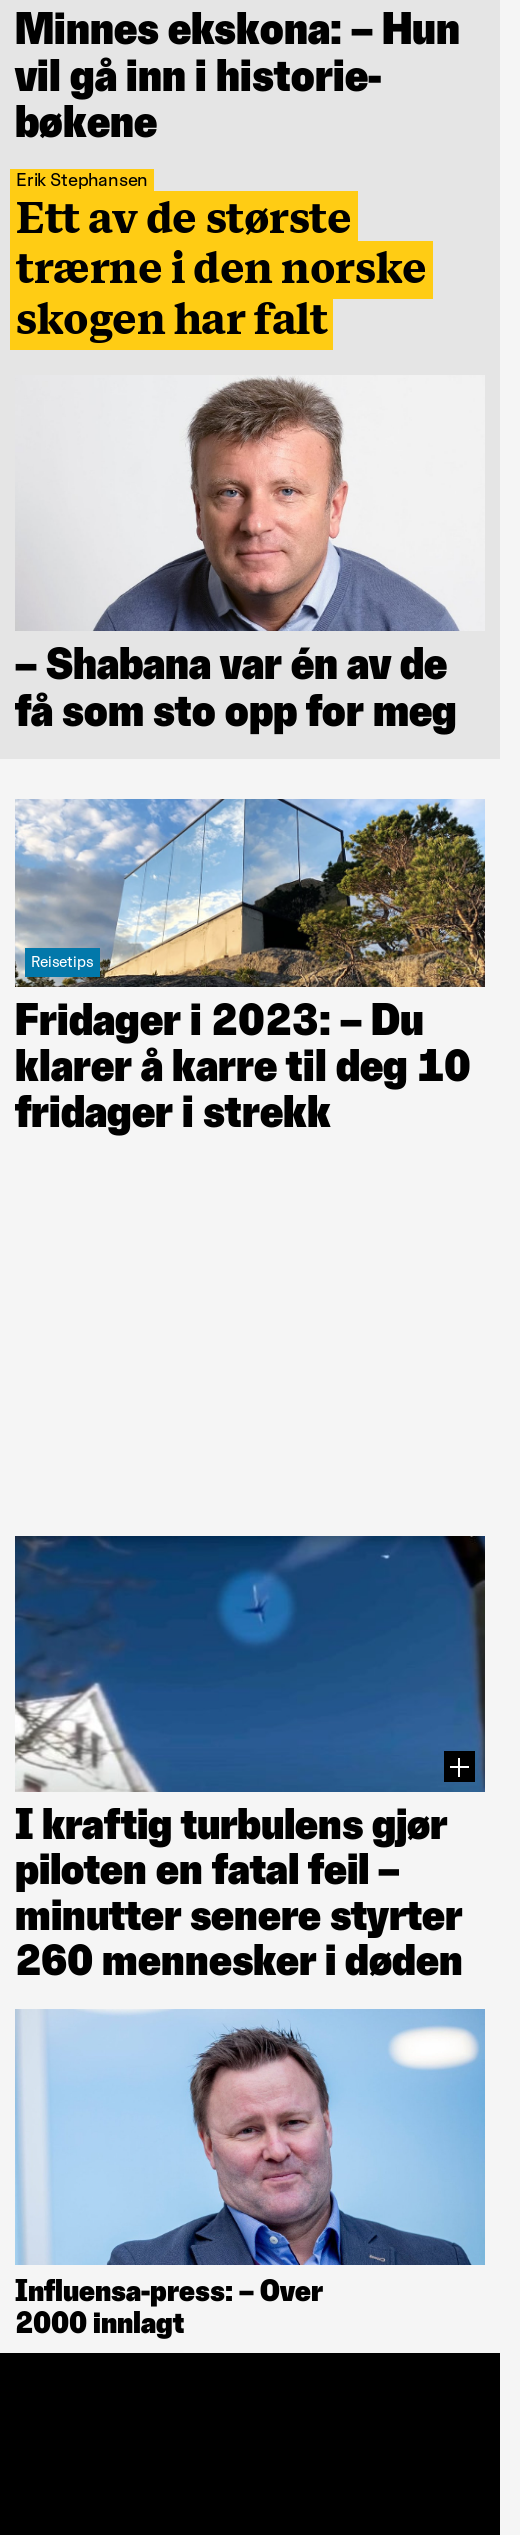 Minnes ekskona: – Hun
vil gå inn i historie-
bøkene
Erik Stephansen
Ett av de største
trærne i den norske
skogen har falt
– Shabana var én av de
få som sto opp for meg
Reisetips
Fridager i 2023: – Du
klarer å karre til deg 10
fridager i strekk
I kraftig turbulens gjør
piloten en fatal feil –
minutter senere styrter
260 mennesker i døden
Influensa-press: – Over
2000 innlagt